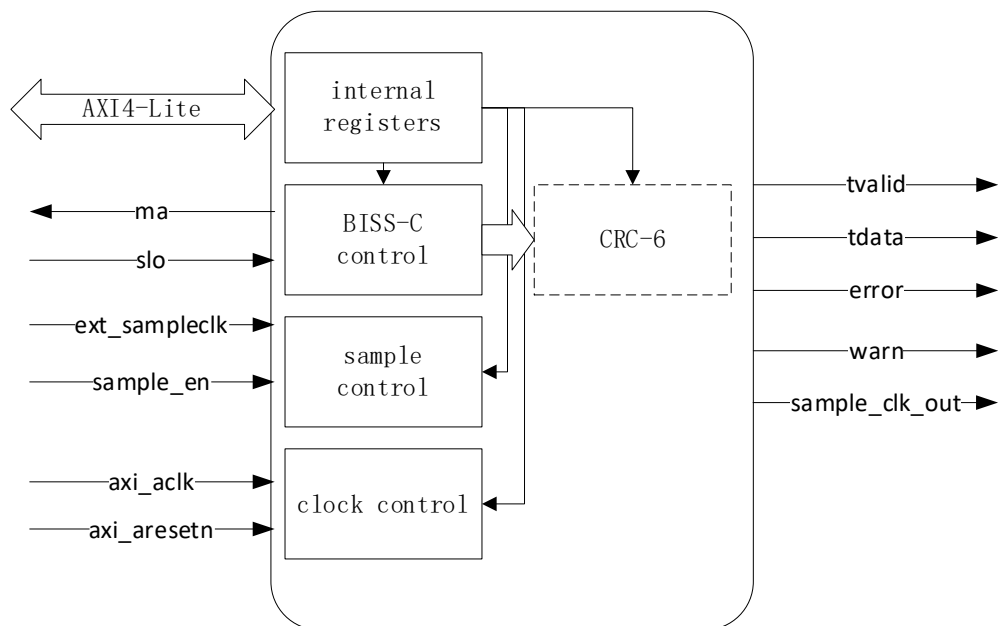 AXI4-Lite
ma
slo
ext_sampleclk
sample_en
axi_aclk
axi_aresetn
internal
registers
BISS-C
control
sample
control
clock control
CRC-6
tvalid
tdata
error
warn
sample_clk_out